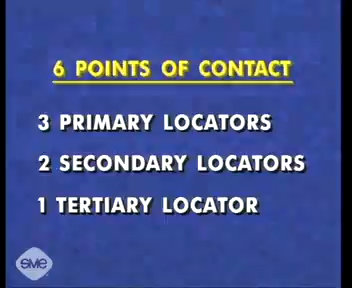 6 POINTS OF CONTACT
3 PRIMARY LOCATORS
2 SECONDARY LOCATORS
1 TERTIARY LOCATOR
SME